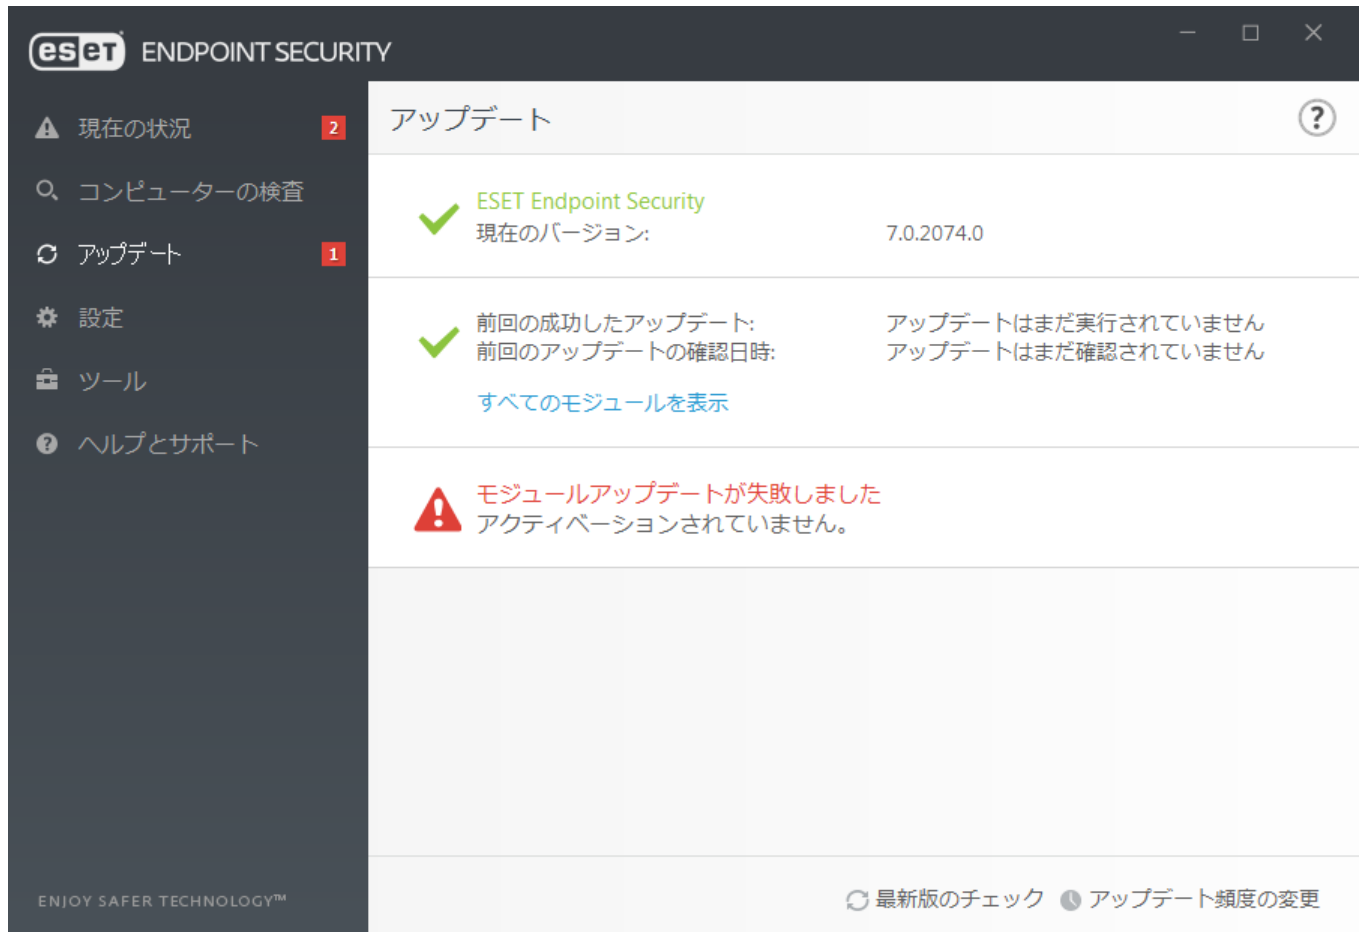 eset ENDPOINT SECURITY
現在の状況 2
コンピューターの検査
アップデート 1
設定
ツール
ヘルプとサポート
ENJOY SAFER TECHNOLOGY™
アップデート ?
ESET Endpoint Security
現在のバージョン: 7.0.2074.0
前回の成功したアップデート: アップデートはまだ実行されていません
前回のアップデートの確認日時: アップデートはまだ確認されていません
すべてのモジュールを表示
モジュールアップデートが失敗しました
アクティベーションされていません。
最新版のチェック アップデート頻度の変更